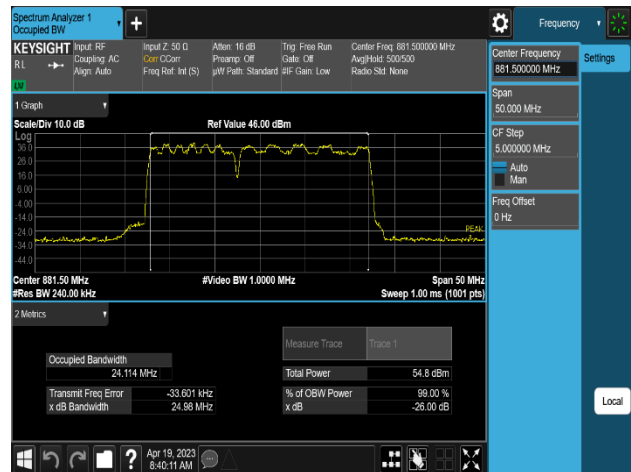 Spectrum Analyzer 1
Occupied BW
+
Frequency
KEYSIGHT
R L
LW
Input: RF
Coupling: AC
Align: Auto
Input Z: 50 Ω
Corr CCorr
Freq Ref: Int (S)
Atten: 16 dB
Preamp: Off
µW Path: Standard
Trig: Free Run
Gate: Off
#IF Gain: Low
Center Freq: 881.500000 MHz
Avg|Hold: 500/500
Radio Std: None
Center Frequency
881.500000 MHz
Settings
Span
50.000 MHz
CF Step
5.000000 MHz
Auto
Man
Freq Offset
0 Hz
Local
1 Graph
Scale/Div 10.0 dB
Ref Value 46.00 dBm
Log
36.0
26.0
16.0
6.00
-4.00
-14.0
-24.0
-34.0
-44.0
PEAK
Center 881.50 MHz
#Video BW 1.0000 MHz
Span 50 MHz
#Res BW 240.00 kHz
Sweep 1.00 ms (1001 pts)
2 Metrics
Measure Trace
Trace 1
Occupied Bandwidth
24.114 MHz
Total Power
54.8 dBm
Transmit Freq Error
-33.601 kHz
% of OBW Power
99.00 %
x dB Bandwidth
24.98 MHz
x dB
-26.00 dB
?
Apr 19, 2023
8:40:11 AM